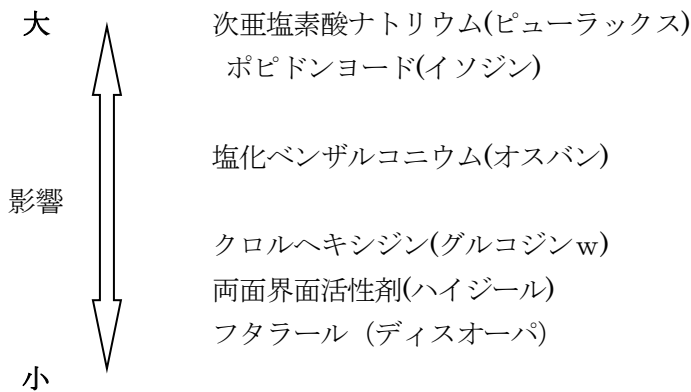 大
次亜塩素酸ナトリウム(ピューラックス)
ポピドンヨード(イソジン)
塩化ベンザルコニウム(オスバン)
影響
クロルヘキシジン(グルコジンｗ)
両面界面活性剤(ハイジール)
フタラール（ディスオーパ）
小